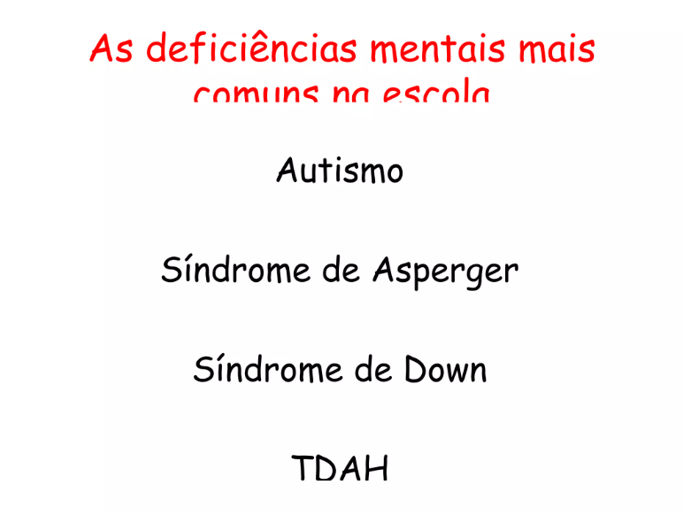 As deficiências mentais mais
comuns na escola
Autismo
Síndrome de Asperger
Síndrome de Down
TDAH